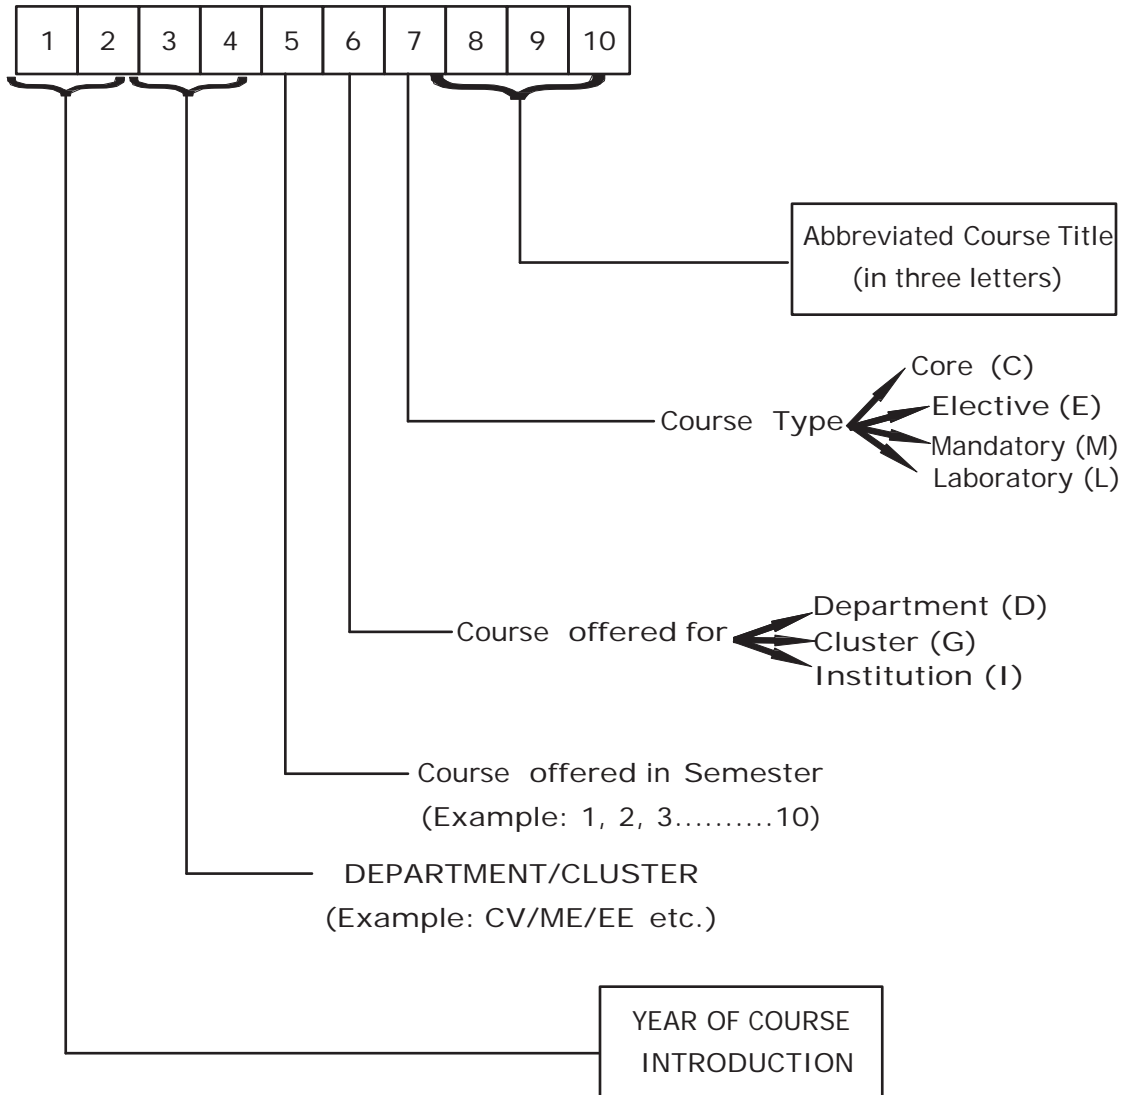 1 2 3 4 5 6 7 8 9 10
Abbreviated Course Title
(in three letters)
Core (C)
Course Type
Elective (E)
Mandatory (M)
Laboratory (L)
Department (D)
Course offered for
Cluster (G)
Institution (I)
Course offered in Semester
(Example: 1, 2, 3..........10)
DEPARTMENT/CLUSTER
(Example: CV/ME/EE etc.)
YEAR OF COURSE
INTRODUCTION